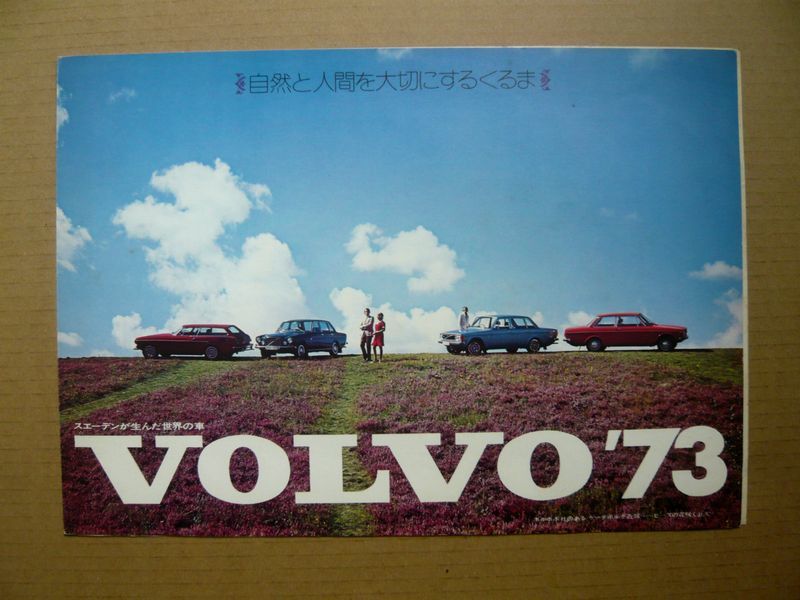 自然と人間を大切にするくるま
スエーデンが生んだ世界の車
VOLVO '73